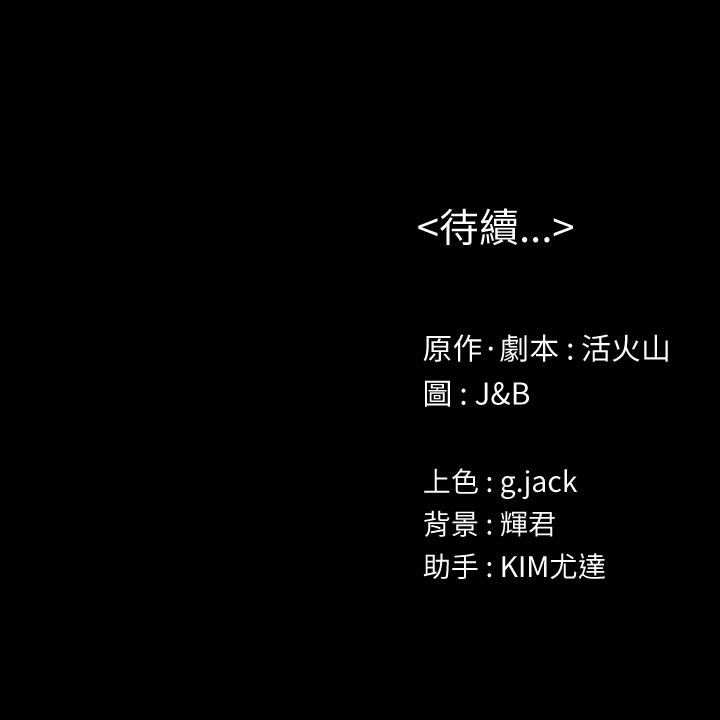 <待續...>
原作·劇本 : 活火山
圖 : J&B
上色 : g.jack
背景 : 輝君
助手 : KIM尤達